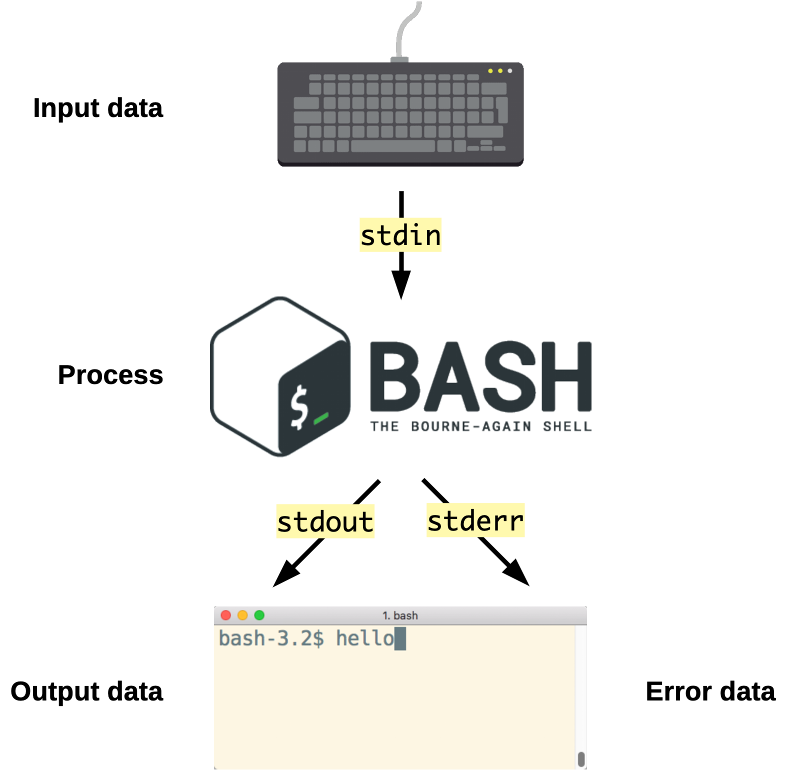 Input data
stdin
Process
$_
BASH
THE BOURNE-AGAIN SHELL
stdout
stderr
1. bash
bash-3.2$ hello
Output data
Error data